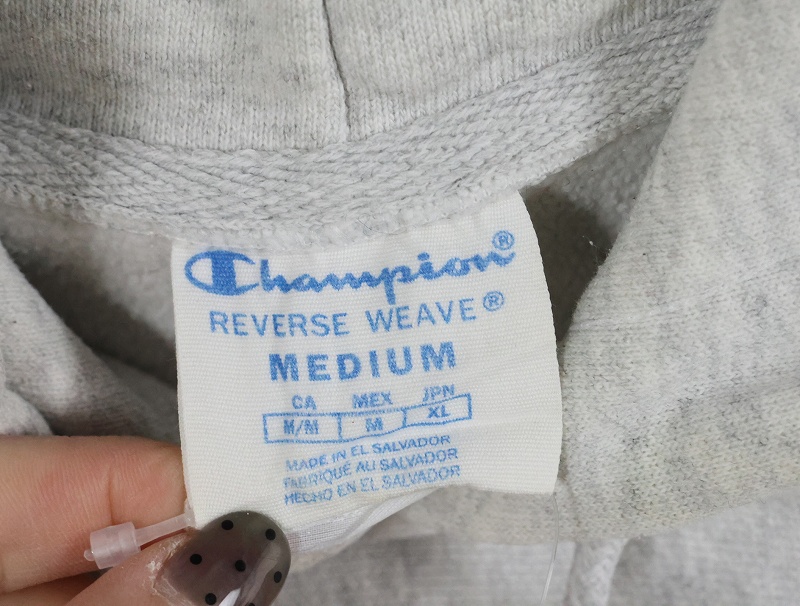 Champion®
REVERSE WEAVE®
MEDIUM
CA MEX JPN
M/M M XL
MADE IN EL SALVADOR
FABRIQUÉ AU SALVADOR
HECHO EN EL SALVADOR